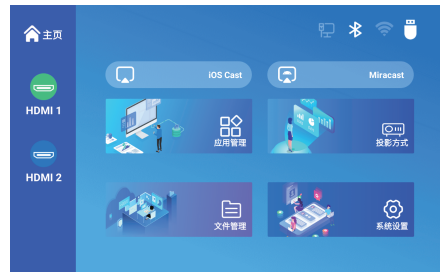 主页
HDMI 1
HDMI 2
iOS Cast
Miracast
应用管理
投影方式
文件管理
系统设置